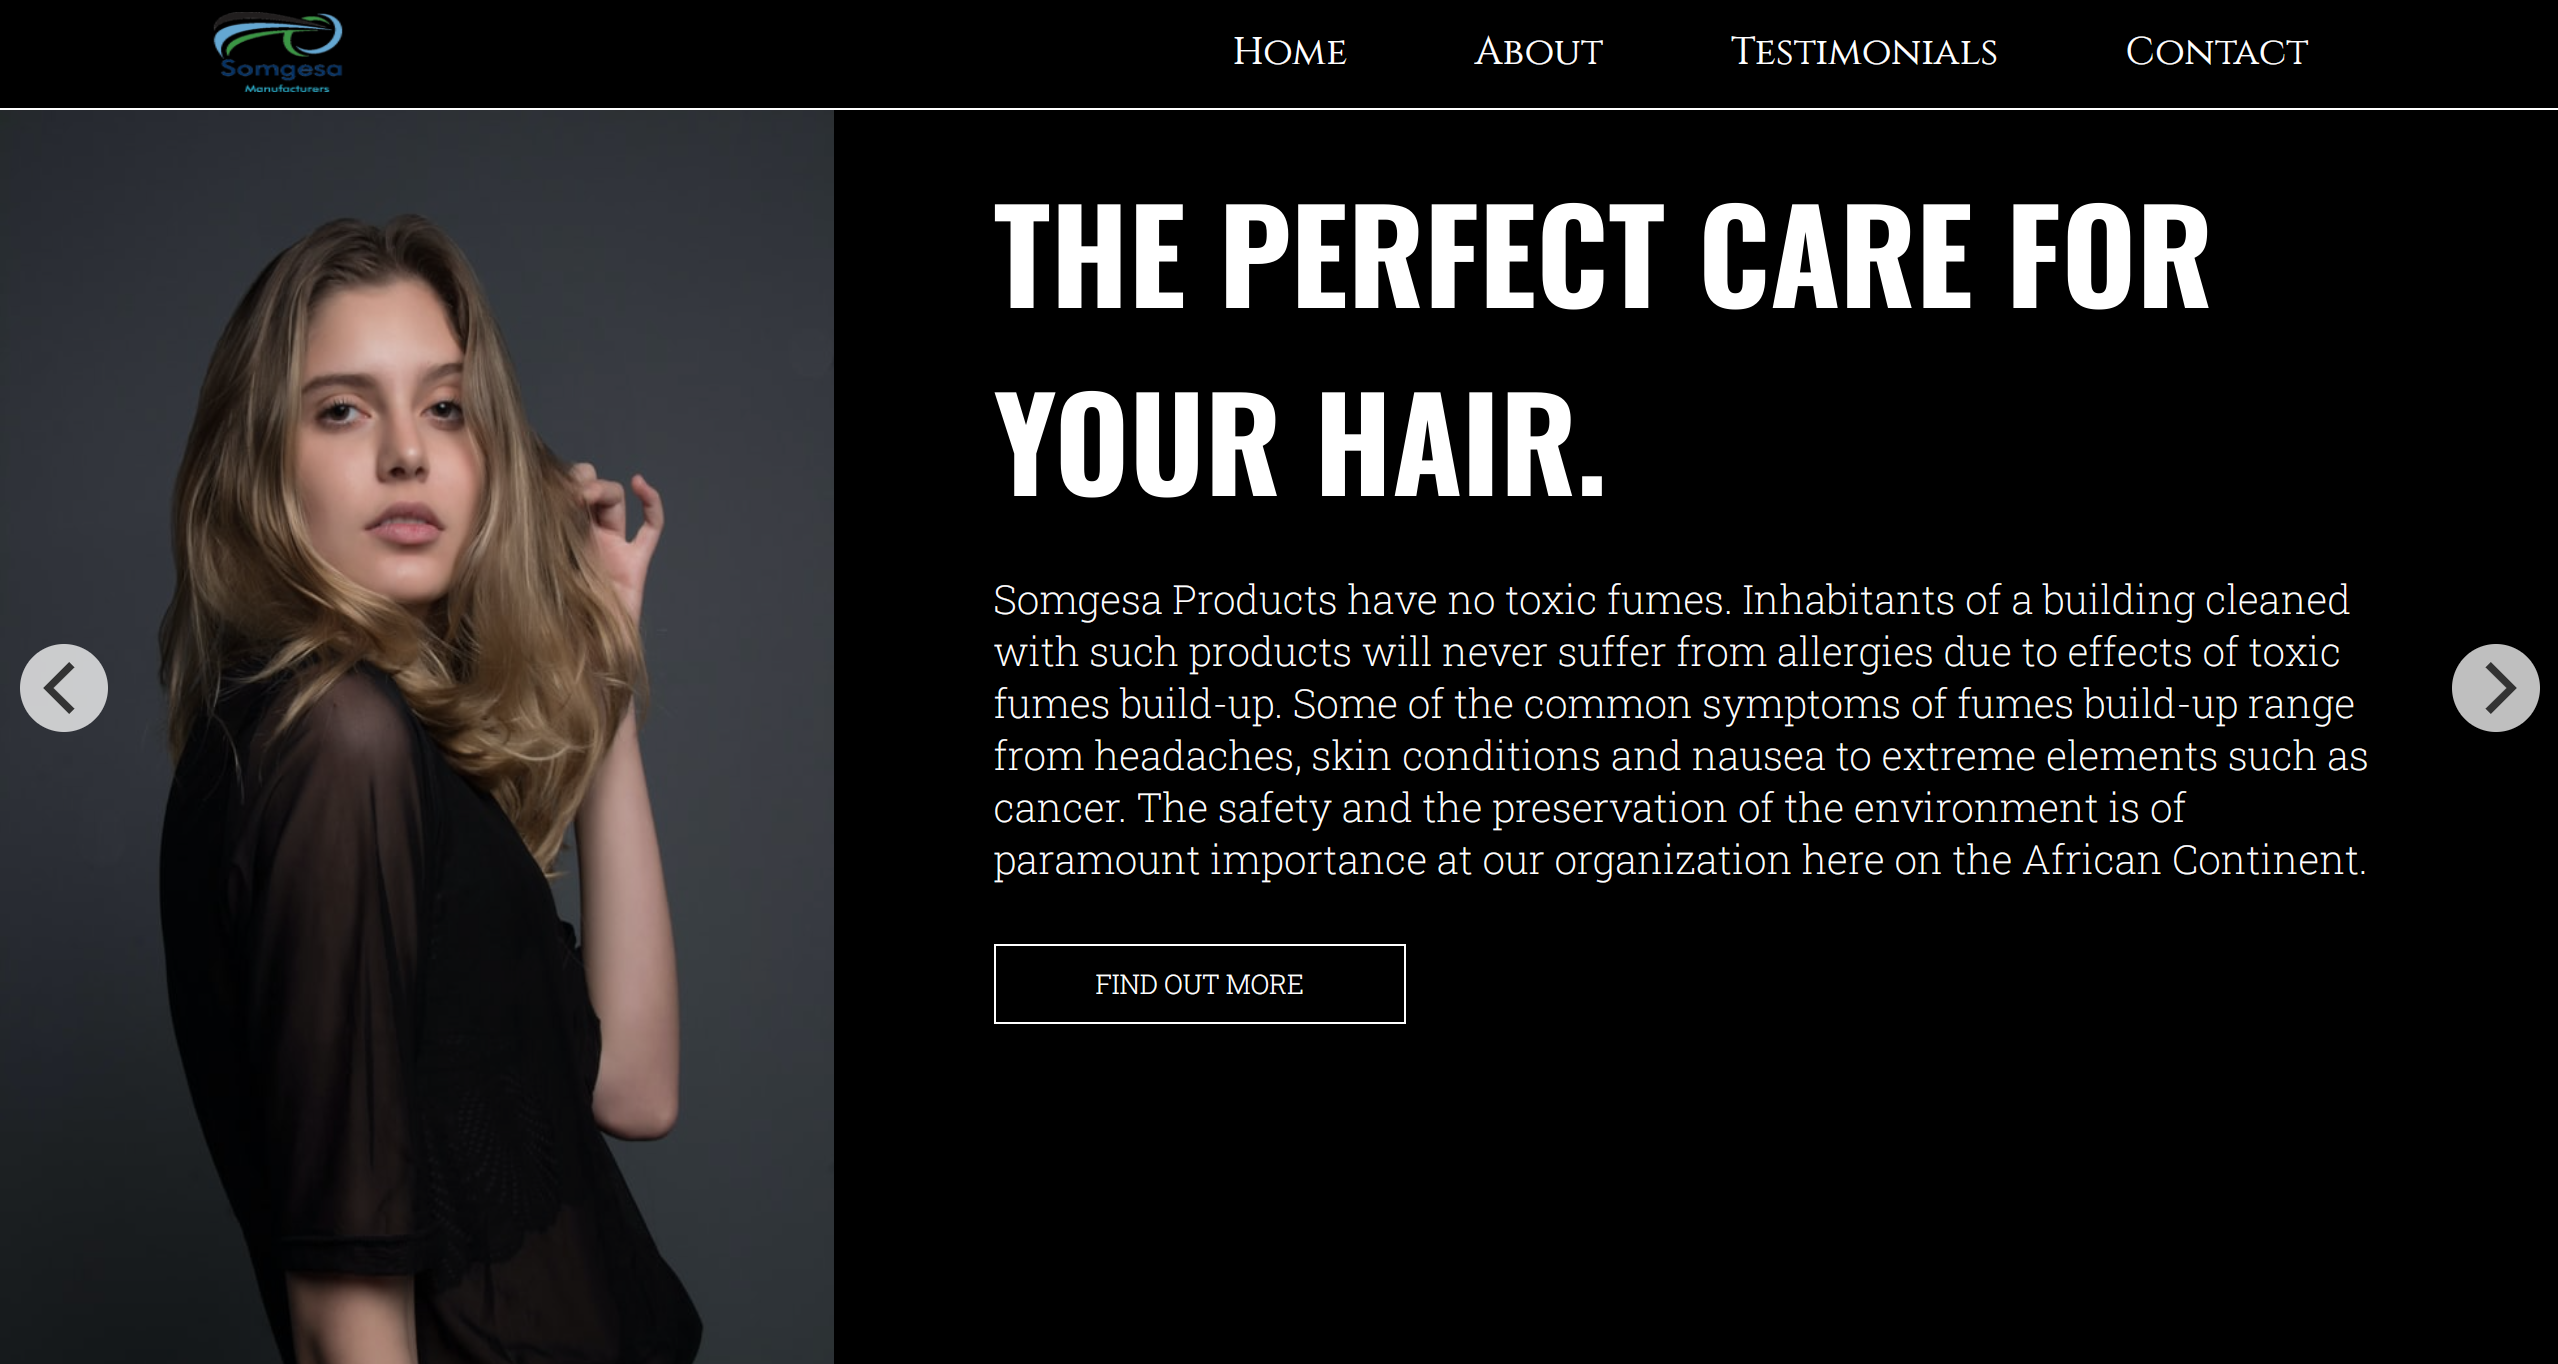 Somgesa
Manufacturers
Home About Testimonials Contact
THE PERFECT CARE FOR
YOUR HAIR.
Somgesa Products have no toxic fumes. Inhabitants of a building cleaned
with such products will never suffer from allergies due to effects of toxic
fumes build-up. Some of the common symptoms of fumes build-up range
from headaches, skin conditions and nausea to extreme elements such as
cancer. The safety and the preservation of the environment is of
paramount importance at our organization here on the African Continent.
FIND OUT MORE